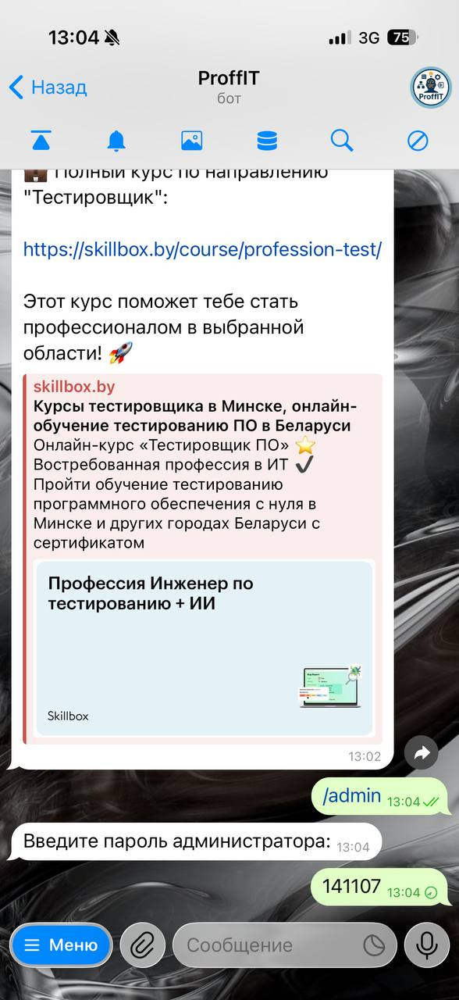 13:04
3G
75
Назад
ProffIT
бот
ProffIT
💼 Полный курс по направлению
"Тестировщик":
https://skillbox.by/course/profession-test/
Этот курс поможет тебе стать
профессионалом в выбранной
области! 🚀
skillbox.by
Курсы тестировщика в Минске, онлайн-
обучение тестированию ПО в Беларуси
Онлайн-курс «Тестировщик ПО» ⭐
Востребованная профессия в ИТ ✔
Пройти обучение тестированию
программного обеспечения с нуля в
Минске и других городах Беларуси с
сертификатом
Профессия Инженер по
тестированию + ИИ
Skillbox
13:02
/admin 13:04
Введите пароль администратора: 13:04
141107 13:04
Меню
Сообщение